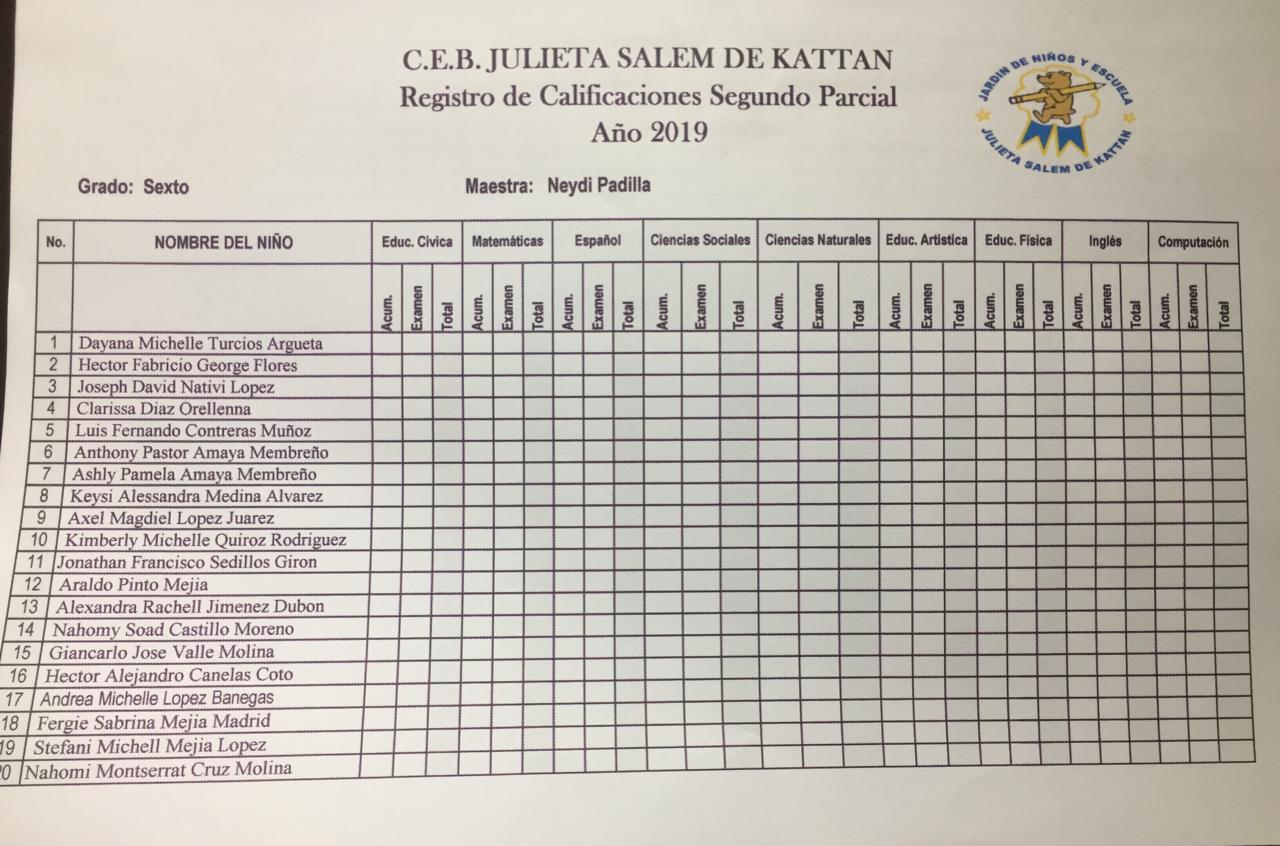 C.E.B. JULIETA SALEM DE KATTAN
Registro de Calificaciones Segundo Parcial
Año 2019
JARDIN DE NIÑOS Y ESCUELA
JULIETA SALEM DE KATTAN
Grado: Sexto Maestra: Neydi Padilla
No. NOMBRE DEL NIÑO Educ. Civica Matemáticas Español Ciencias Sociales Ciencias Naturales Educ. Artistica Educ. Física Inglés Computación
Acum. Examen Total Acum. Examen Total Acum. Examen Total Acum. Examen Total Acum. Examen Total Acum. Examen Total Acum. Examen Total Acum. Examen Total Acum. Examen Total
1 Dayana Michelle Turcios Argueta
2 Hector Fabricio George Flores
3 Joseph David Nativi Lopez
4 Clarissa Diaz Orellenna
5 Luis Fernando Contreras Muñoz
6 Anthony Pastor Amaya Membreño
7 Ashly Pamela Amaya Membreño
8 Keysi Alessandra Medina Alvarez
9 Axel Magdiel Lopez Juarez
10 Kimberly Michelle Quiroz Rodriguez
11 Jonathan Francisco Sedillos Giron
12 Araldo Pinto Mejia
13 Alexandra Rachell Jimenez Dubon
14 Nahomy Soad Castillo Moreno
15 Giancarlo Jose Valle Molina
16 Hector Alejandro Canelas Coto
17 Andrea Michelle Lopez Banegas
18 Fergie Sabrina Mejia Madrid
19 Stefani Michell Mejia Lopez
20 Nahomi Montserrat Cruz Molina